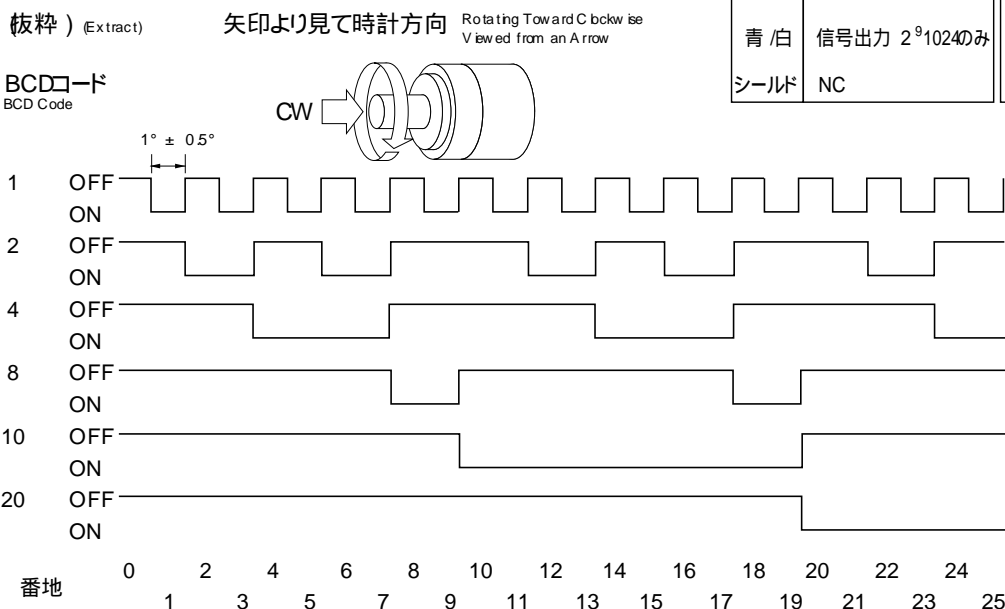 (抜粋) (Extract)
矢印より見て時計方向 Rotating Toward Clockwise
Viewed from an Arrow
青/白 信号出力 2⁹1024のみ
シールド NC
BCDコード
BCD Code
CW
1° ± 0.5°
1 OFF
ON
2 OFF
ON
4 OFF
ON
8 OFF
ON
10 OFF
ON
20 OFF
ON
番地 0 1 2 3 4 5 6 7 8 9 10 11 12 13 14 15 16 17 18 19 20 21 22 23 24 25